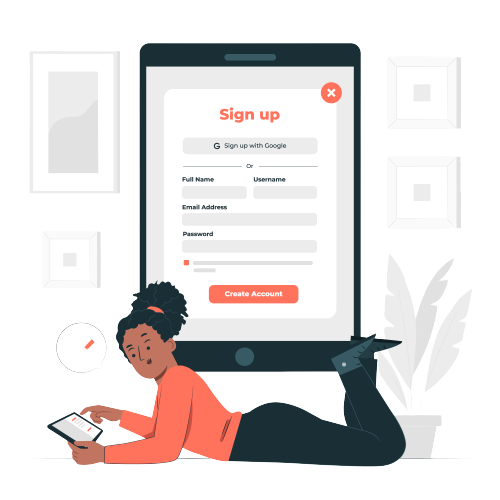 Sign up
G Sign up with Google
Or
Full Name Username
Email Address
Password
Create Account